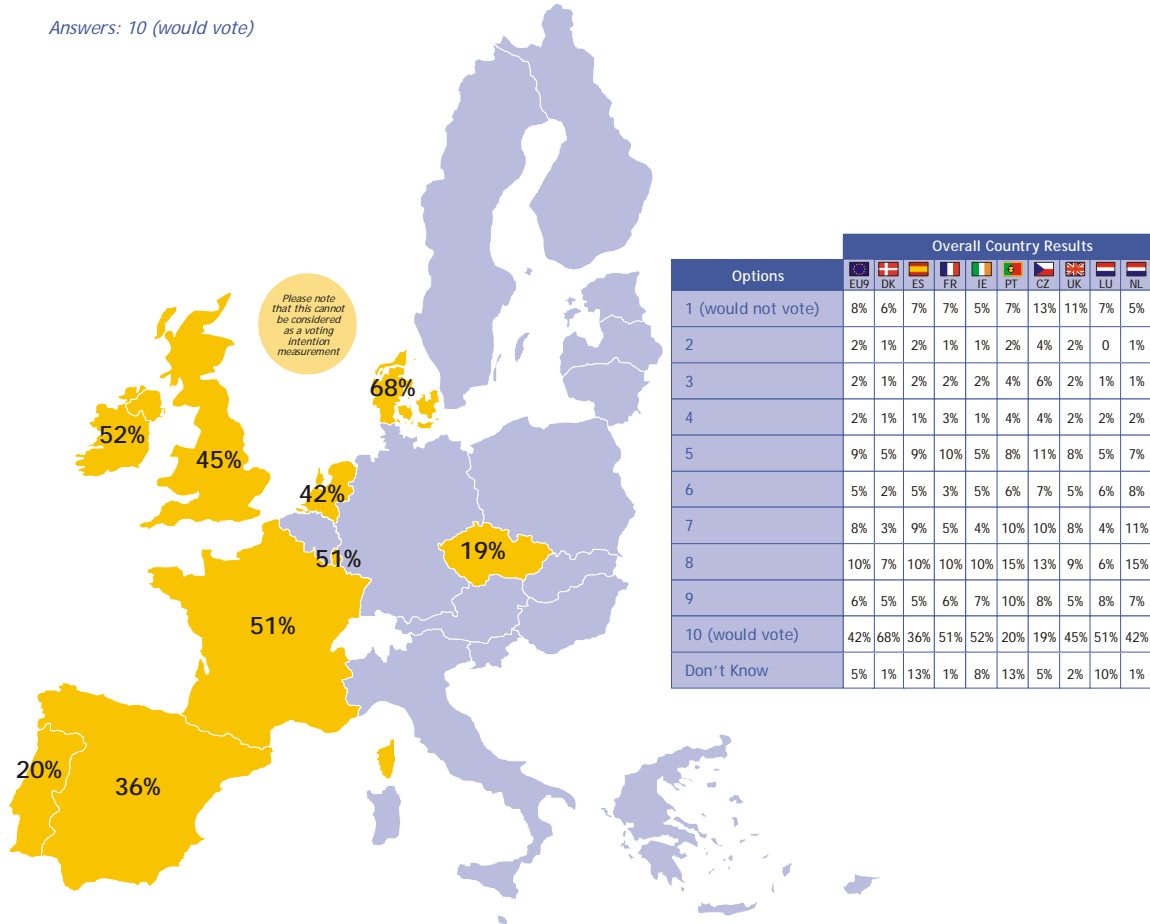 Answers: 10 (would vote)
Please note
that this cannot
be considered
as a voting
intention
measurement
68%
52%
45%
42%
51%
19%
51%
20%
36%
Overall Country Results
Options EU9 DK ES FR IE PT CZ UK LU NL
1 (would not vote) 8% 6% 7% 7% 5% 7% 13% 11% 7% 5%
2 2% 1% 2% 1% 1% 2% 4% 2% 0 1%
3 2% 1% 2% 2% 2% 4% 6% 2% 1% 1%
4 2% 1% 1% 3% 1% 4% 4% 2% 2% 2%
5 9% 5% 9% 10% 5% 8% 11% 8% 5% 7%
6 5% 2% 5% 3% 5% 6% 7% 5% 6% 8%
7 8% 3% 9% 5% 4% 10% 10% 8% 4% 11%
8 10% 7% 10% 10% 10% 15% 13% 9% 6% 15%
9 6% 5% 5% 6% 7% 10% 8% 5% 8% 7%
10 (would vote) 42% 68% 36% 51% 52% 20% 19% 45% 51% 42%
Don't Know 5% 1% 13% 1% 8% 13% 5% 2% 10% 1%